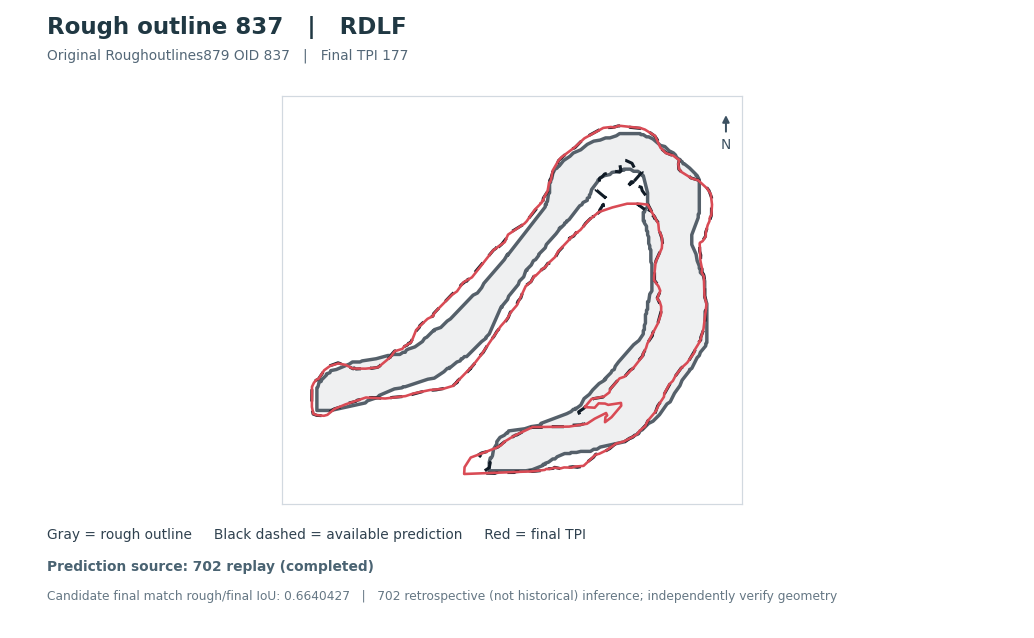 Rough outline 837   |   RDLF
Original Roughoutlines879 OID 837   |   Final TPI 177
N
Gray = rough outline     Black dashed = available prediction     Red = final TPI
Prediction source: 702 replay (completed)
Candidate final match rough/final IoU: 0.6640427   |   702 retrospective (not historical) inference; independently verify geometry